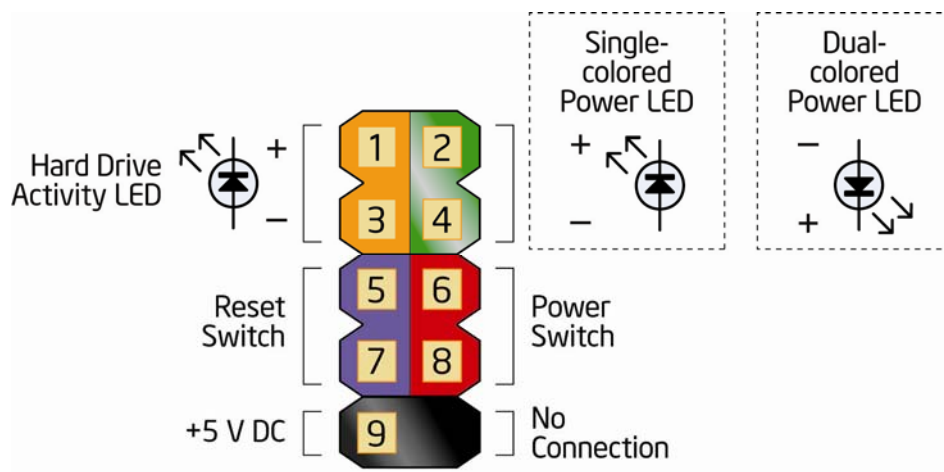 Single-
colored
Power LED
Dual-
colored
Power LED
Hard Drive
Activity LED
+
−
1
2
3
4
+
−
−
+
Reset
Switch
5
6
7
8
Power
Switch
+5 V DC
9
No
Connection